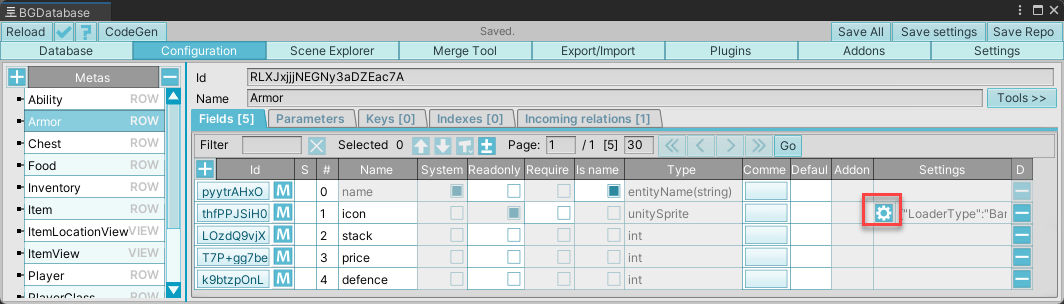 BGDatabase
Reload CodeGen Saved. Save All Save settings Save Repo
Database Configuration Scene Explorer Merge Tool Export/Import Plugins Addons Settings
Metas
Ability ROW
Armor ROW
Chest ROW
Food ROW
Inventory ROW
Item ROW
ItemLocationView VIEW
ItemView VIEW
Player ROW
PlayerClass ROW
Id RLXJxjjjNEGNy3aDZEac7A
Name Armor Tools >>
Fields [5] Parameters Keys [0] Indexes [0] Incoming relations [1]
Filter Selected 0 Page: 1 / 1 [5] 30 Go
Id S # Name System Readonly Require Is name Type Comme Defaul Addon Settings D
pyytrAHxO M 0 name entityName(string)
thfPPJSiH0 M 1 icon unitySprite "LoaderType":"Bar
LOzdQ9vjX M 2 stack int
T7P+gg7be M 3 price int
k9btzpOnL M 4 defence int